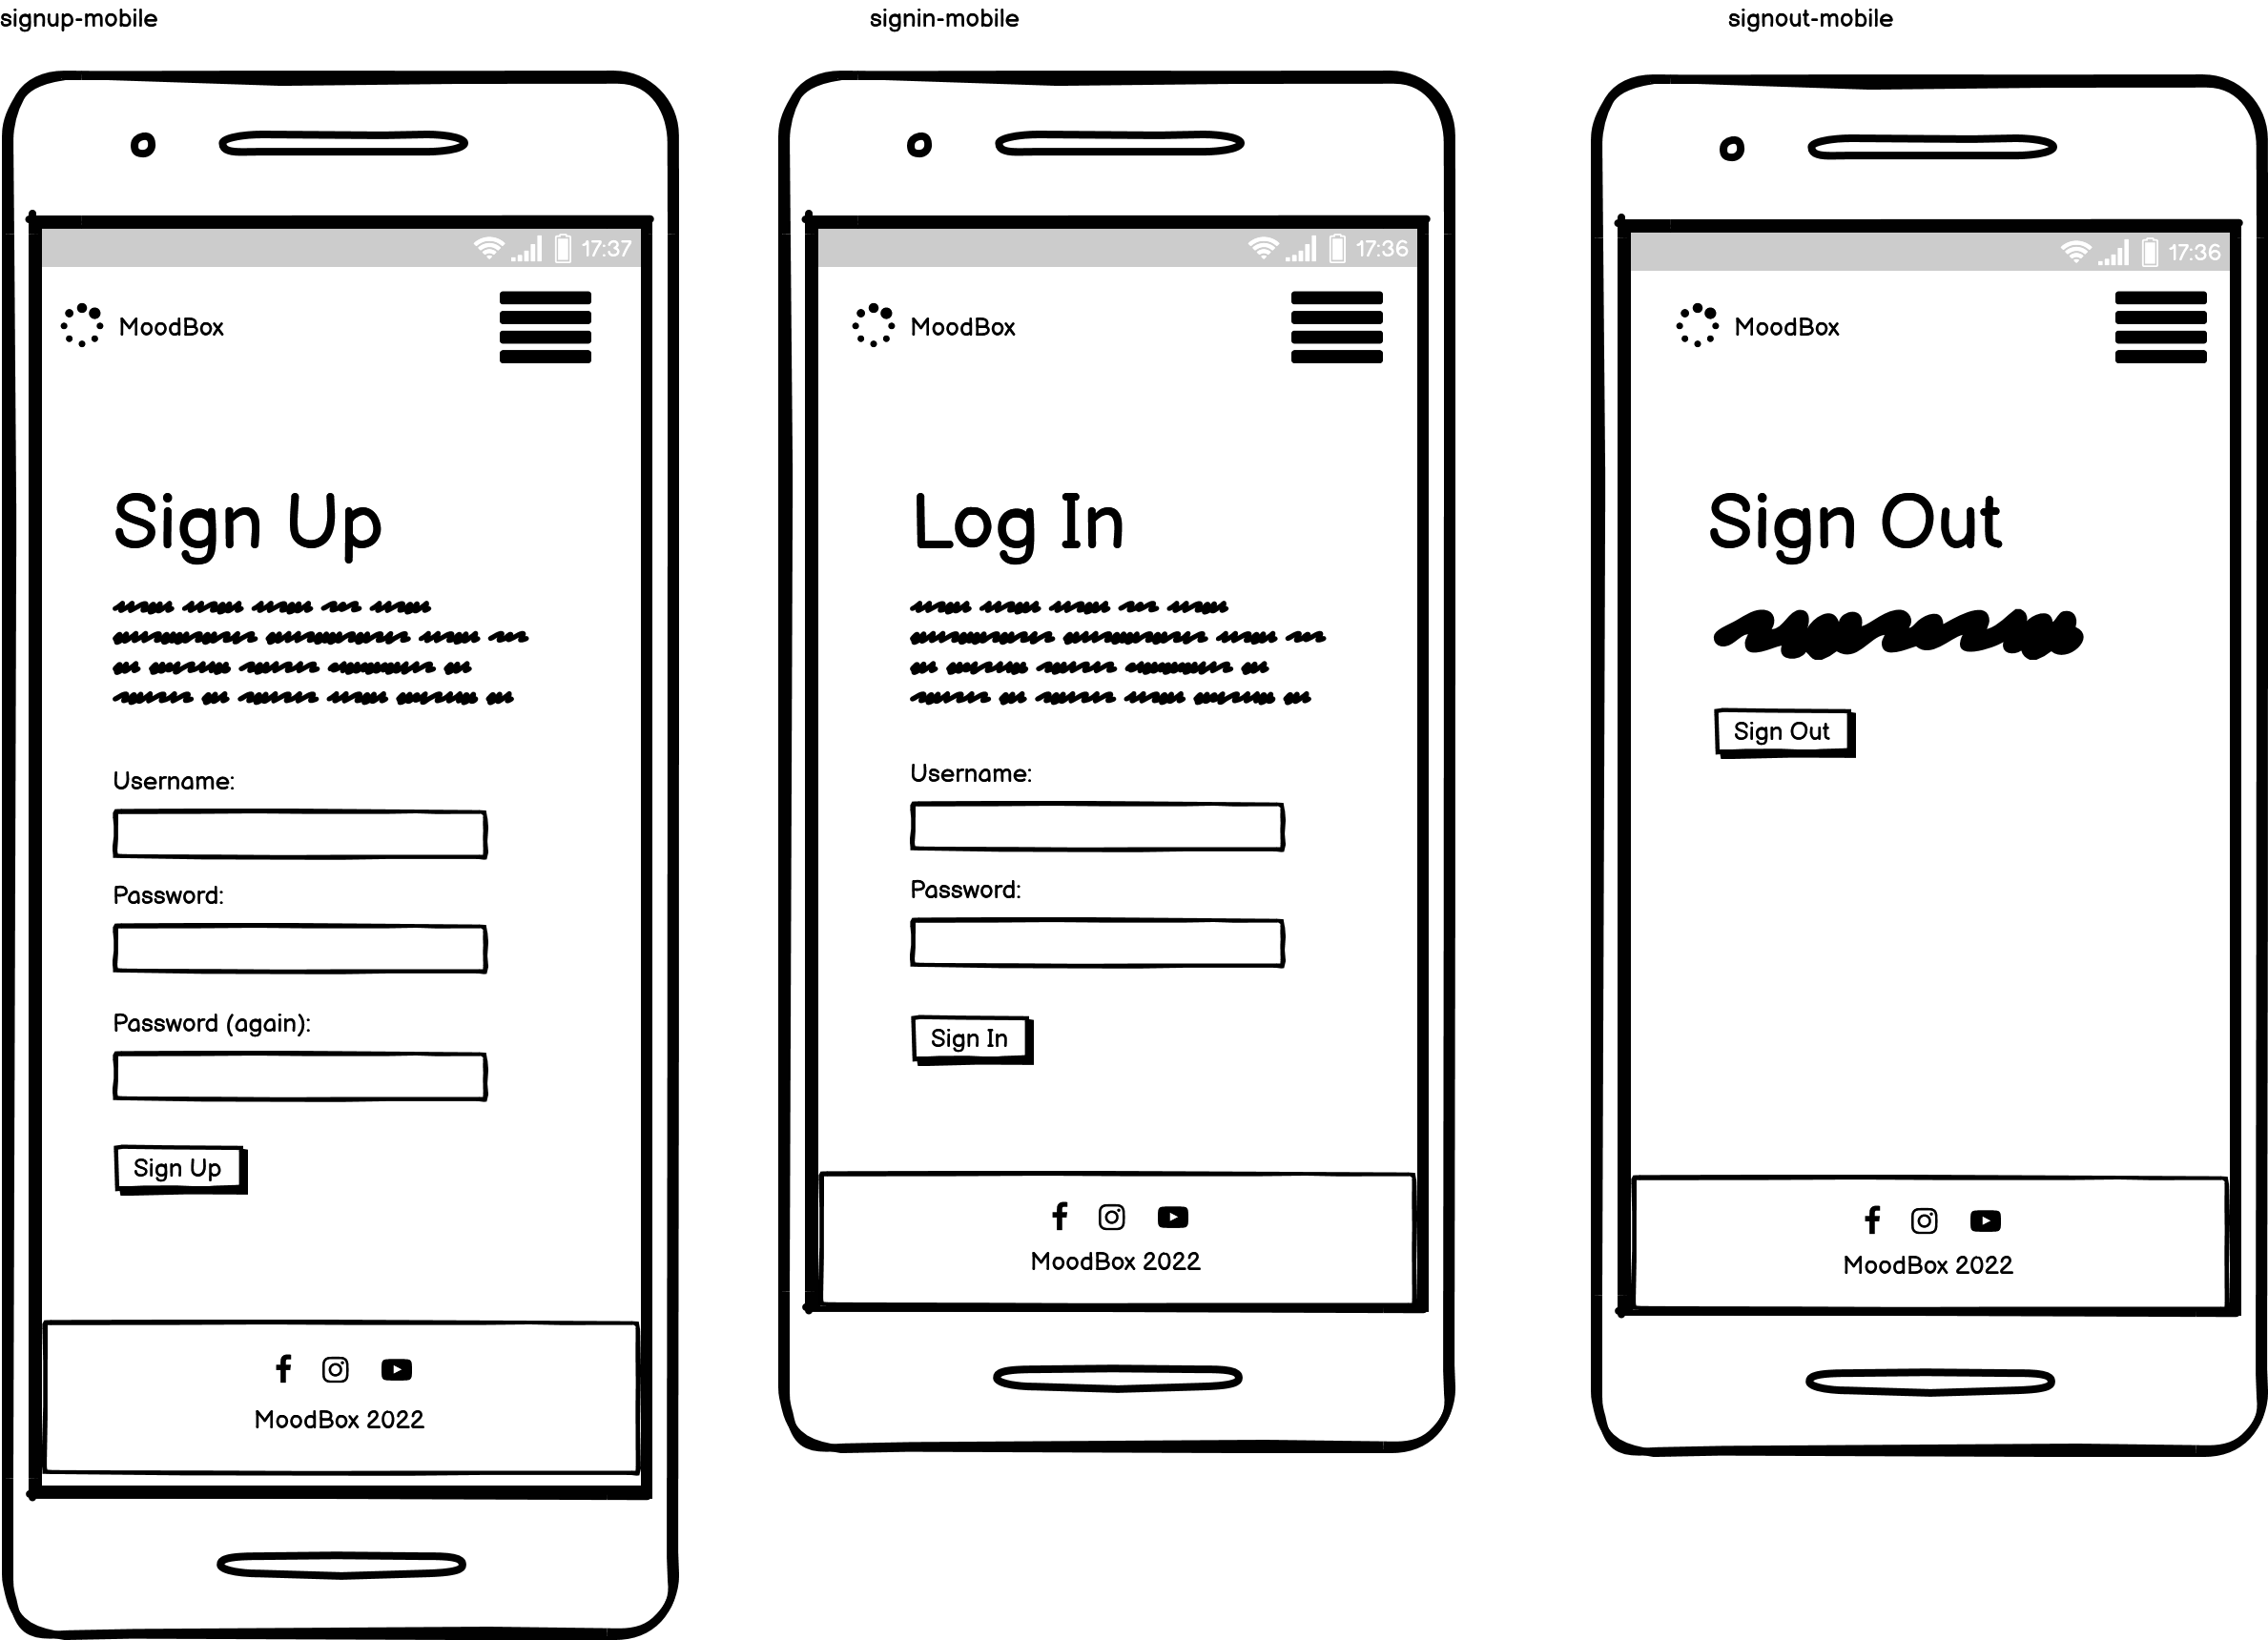 signup-mobile
17:37
MoodBox
Sign Up
Username:
Password:
Password (again):
Sign Up
MoodBox 2022
signin-mobile
17:36
MoodBox
Log In
Username:
Password:
Sign In
MoodBox 2022
signout-mobile
17:36
MoodBox
Sign Out
Sign Out
MoodBox 2022